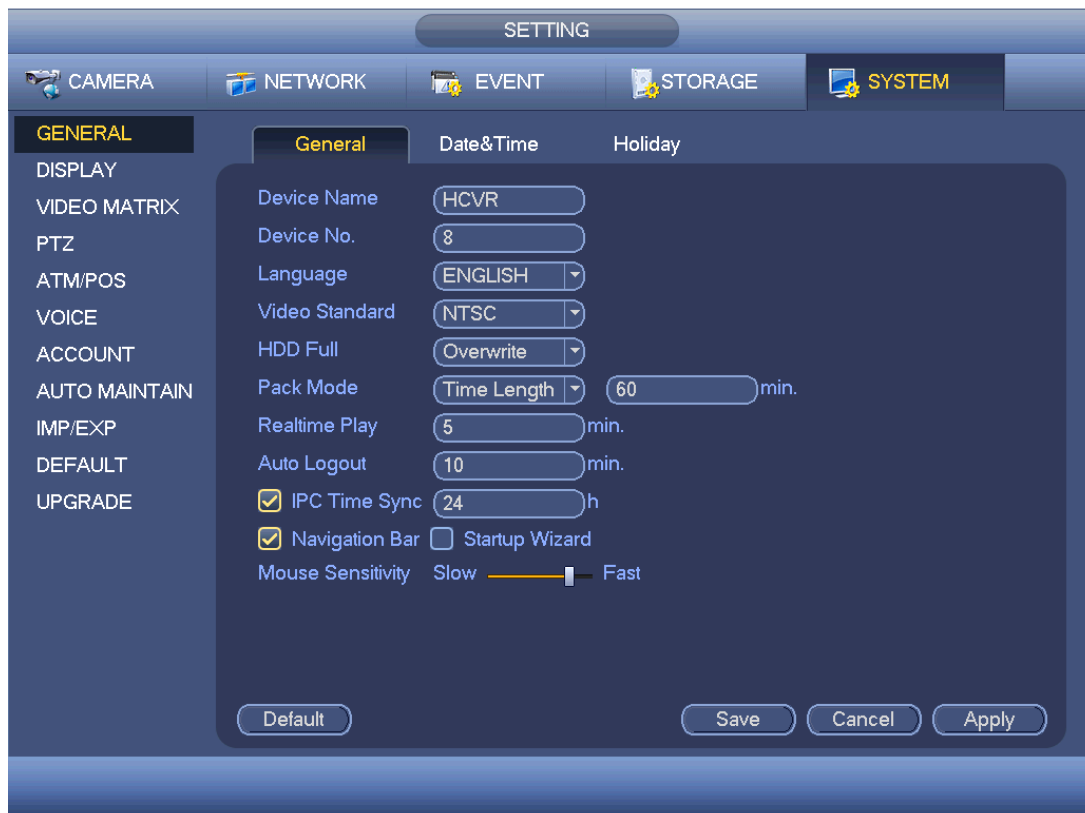 SETTING
CAMERA NETWORK EVENT STORAGE SYSTEM
GENERAL
DISPLAY
VIDEO MATRIX
PTZ
ATM/POS
VOICE
ACCOUNT
AUTO MAINTAIN
IMP/EXP
DEFAULT
UPGRADE
General Date&Time Holiday
Device Name HCVR
Device No. 8
Language ENGLISH
Video Standard NTSC
HDD Full Overwrite
Pack Mode Time Length 60 min.
Realtime Play 5 min.
Auto Logout 10 min.
IPC Time Sync 24 h
Navigation Bar Startup Wizard
Mouse Sensitivity Slow Fast
Default Save Cancel Apply